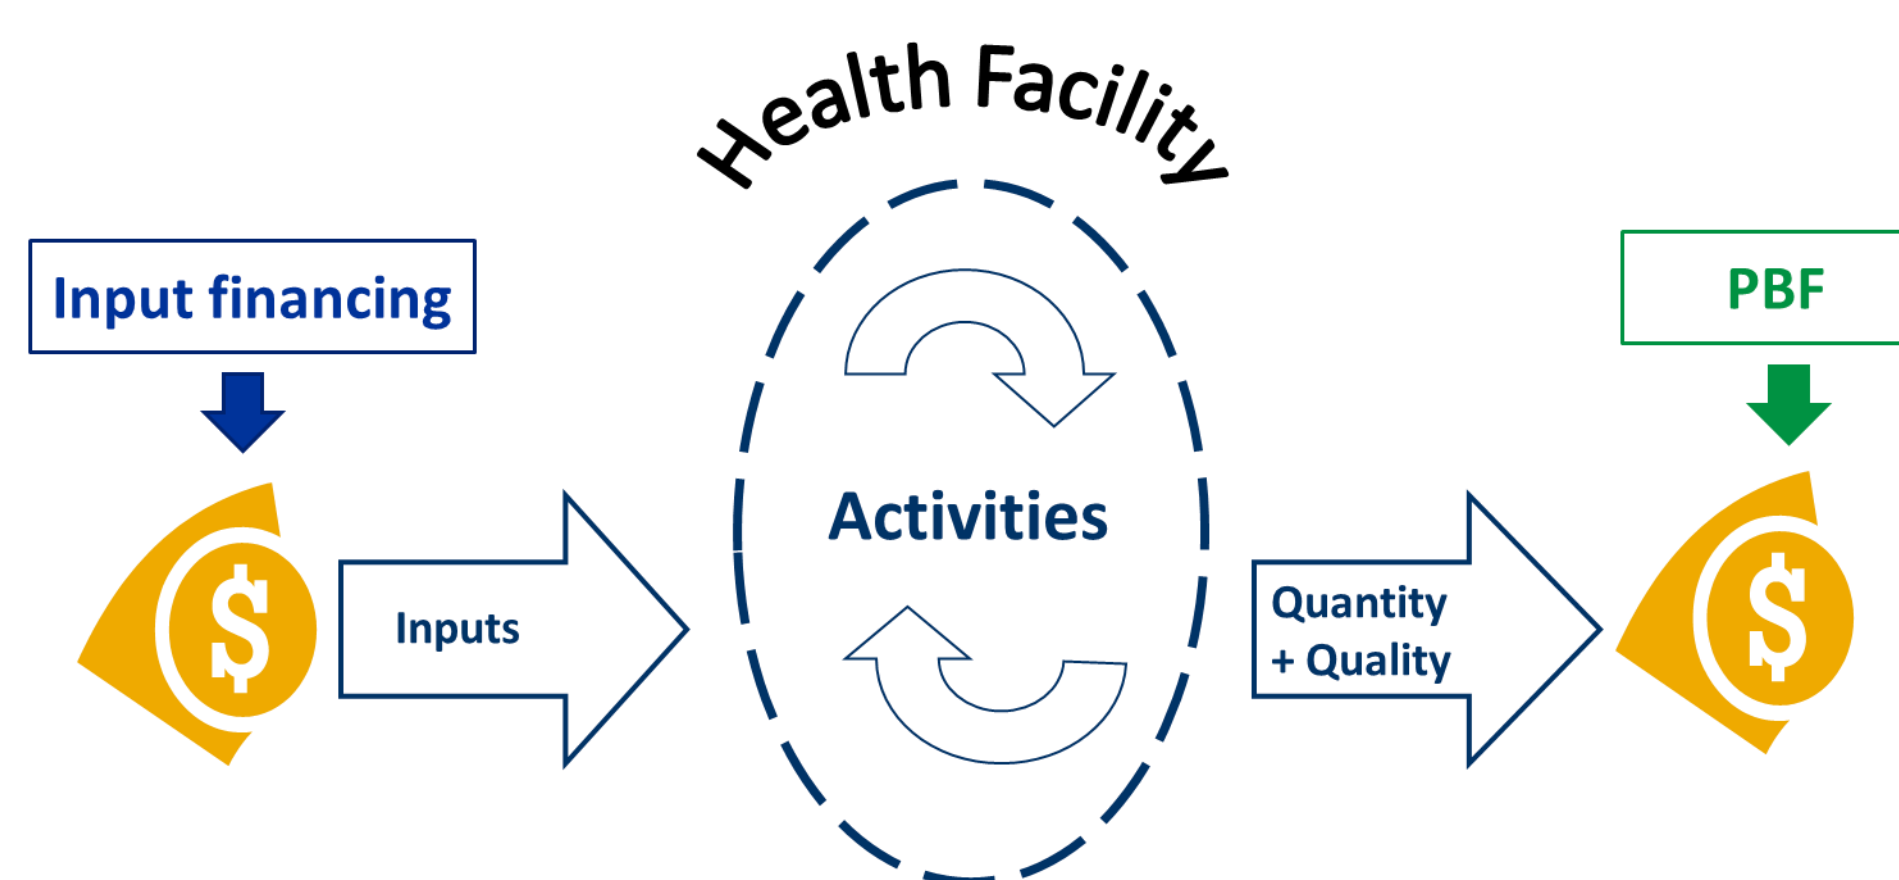 Health Facility
Input financing
PBF
$
Inputs
Activities
Quantity
+ Quality
$